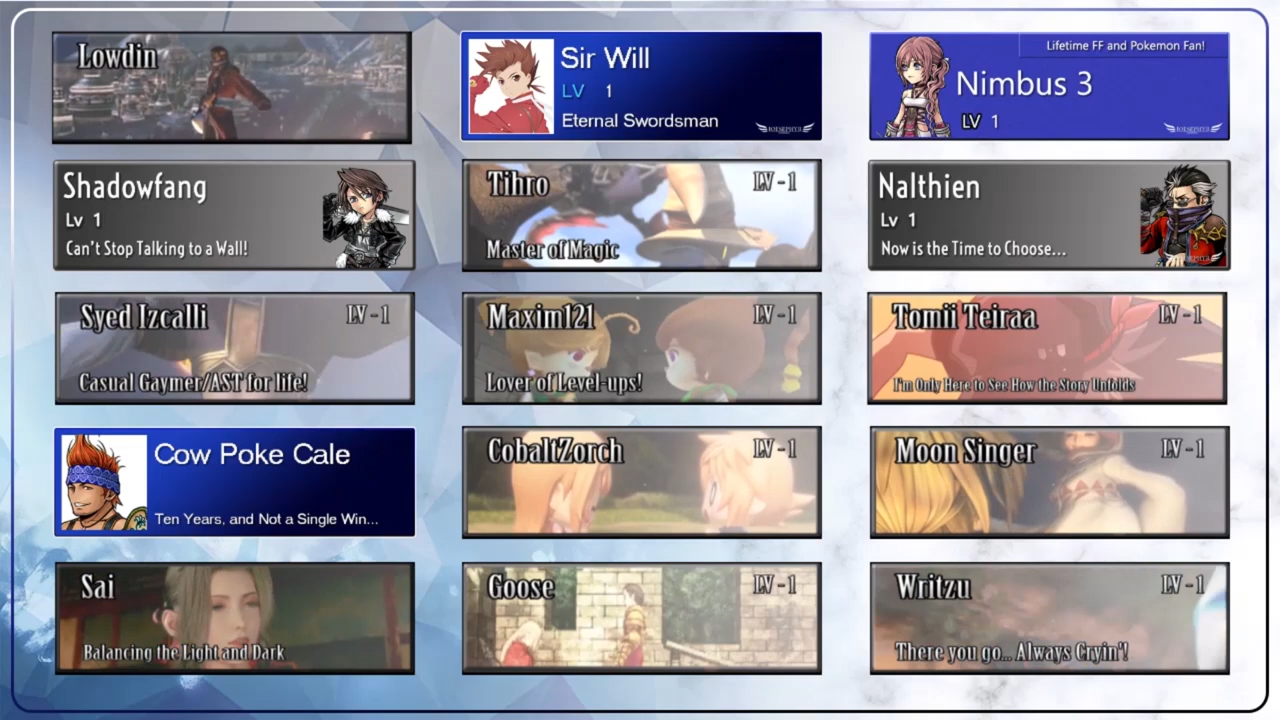 Lowdin
Sir Will
LV 1
Eternal Swordsman
Lifetime FF and Pokemon Fan!
Nimbus 3
LV 1
Shadowfang
Lv 1
Can't Stop Talking to a Wall!
Tihro
LV - 1
Master of Magic
Nalthien
Lv 1
Now is the Time to Choose...
Syed Izcalli
LV - 1
Casual Gaymer/AST for life!
Maxim121
LV - 1
Lover of Level-ups!
Tomii Teiraa
LV - 1
I'm Only Here to See How the Story Unfolds
Cow Poke Cale
Ten Years, and Not a Single Win...
CobaltZorch
LV - 1
Moon Singer
LV - 1
Sai
Balancing the Light and Dark
Goose
LV - 1
Writzu
LV - 1
There you go... Always Cryin'!